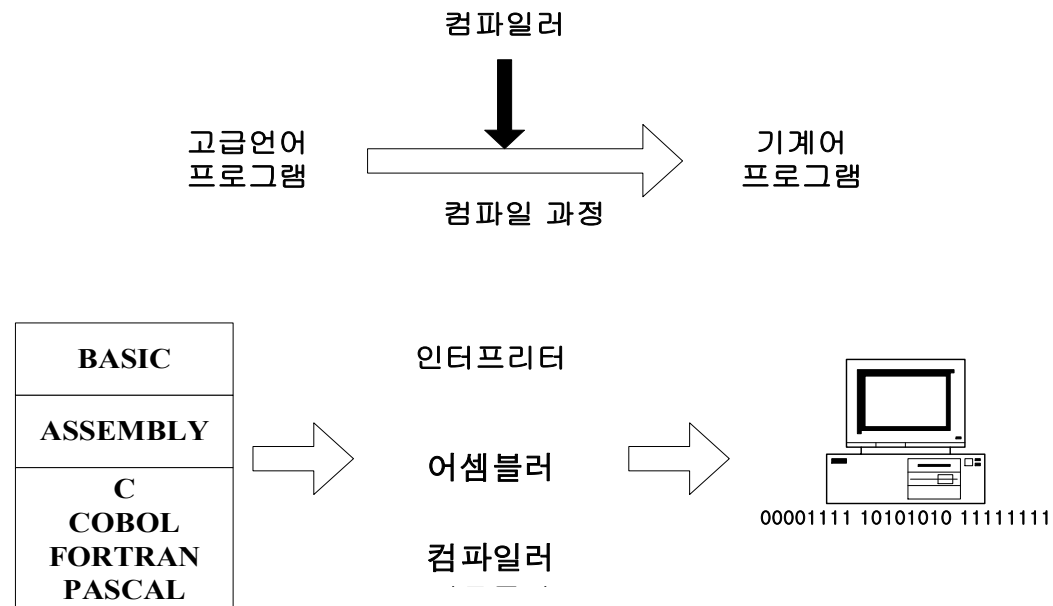 컴파일러
고급언어
프로그램
기계어
프로그램
컴파일 과정
BASIC
인터프리터
ASSEMBLY
어셈블러
C
COBOL
FORTRAN
PASCAL
컴파일러
00001111 10101010 11111111